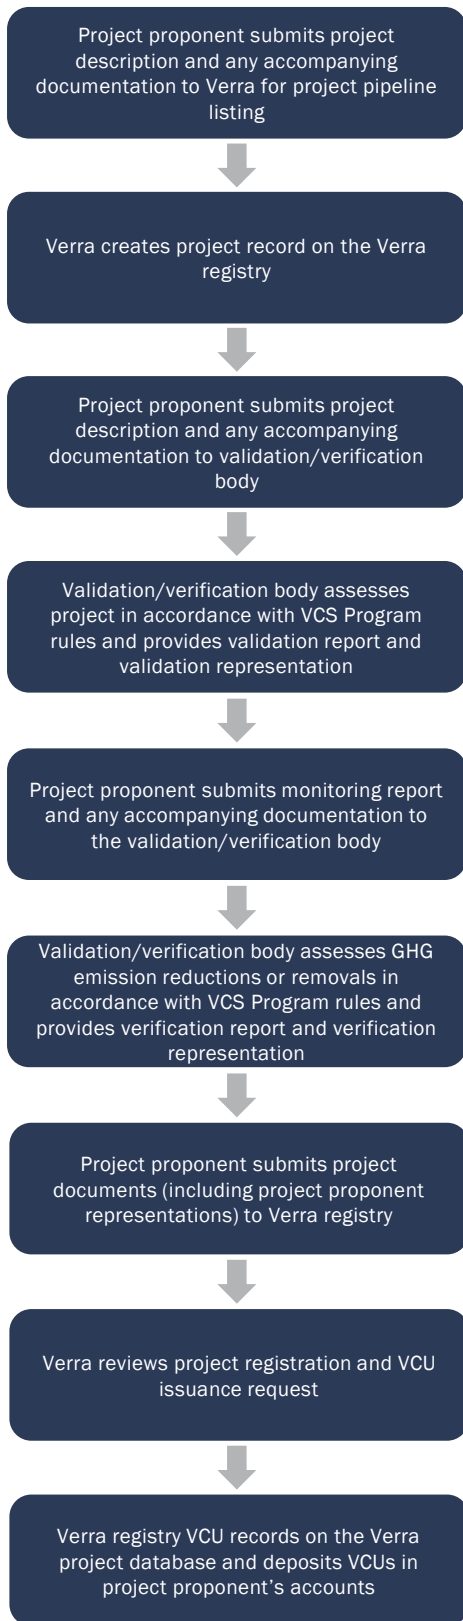 Project proponent submits project
description and any accompanying
documentation to Verra for project pipeline
listing
Verra creates project record on the Verra
registry
Project proponent submits project
description and any accompanying
documentation to validation/verification
body
Validation/verification body assesses
project in accordance with VCS Program
rules and provides validation report and
validation representation
Project proponent submits monitoring report
and any accompanying documentation to
the validation/verification body
Validation/verification body assesses GHG
emission reductions or removals in
accordance with VCS Program rules and
provides verification report and verification
representation
Project proponent submits project
documents (including project proponent
representations) to Verra registry
Verra reviews project registration and VCU
issuance request
Verra registry VCU records on the Verra
project database and deposits VCUs in
project proponent’s accounts